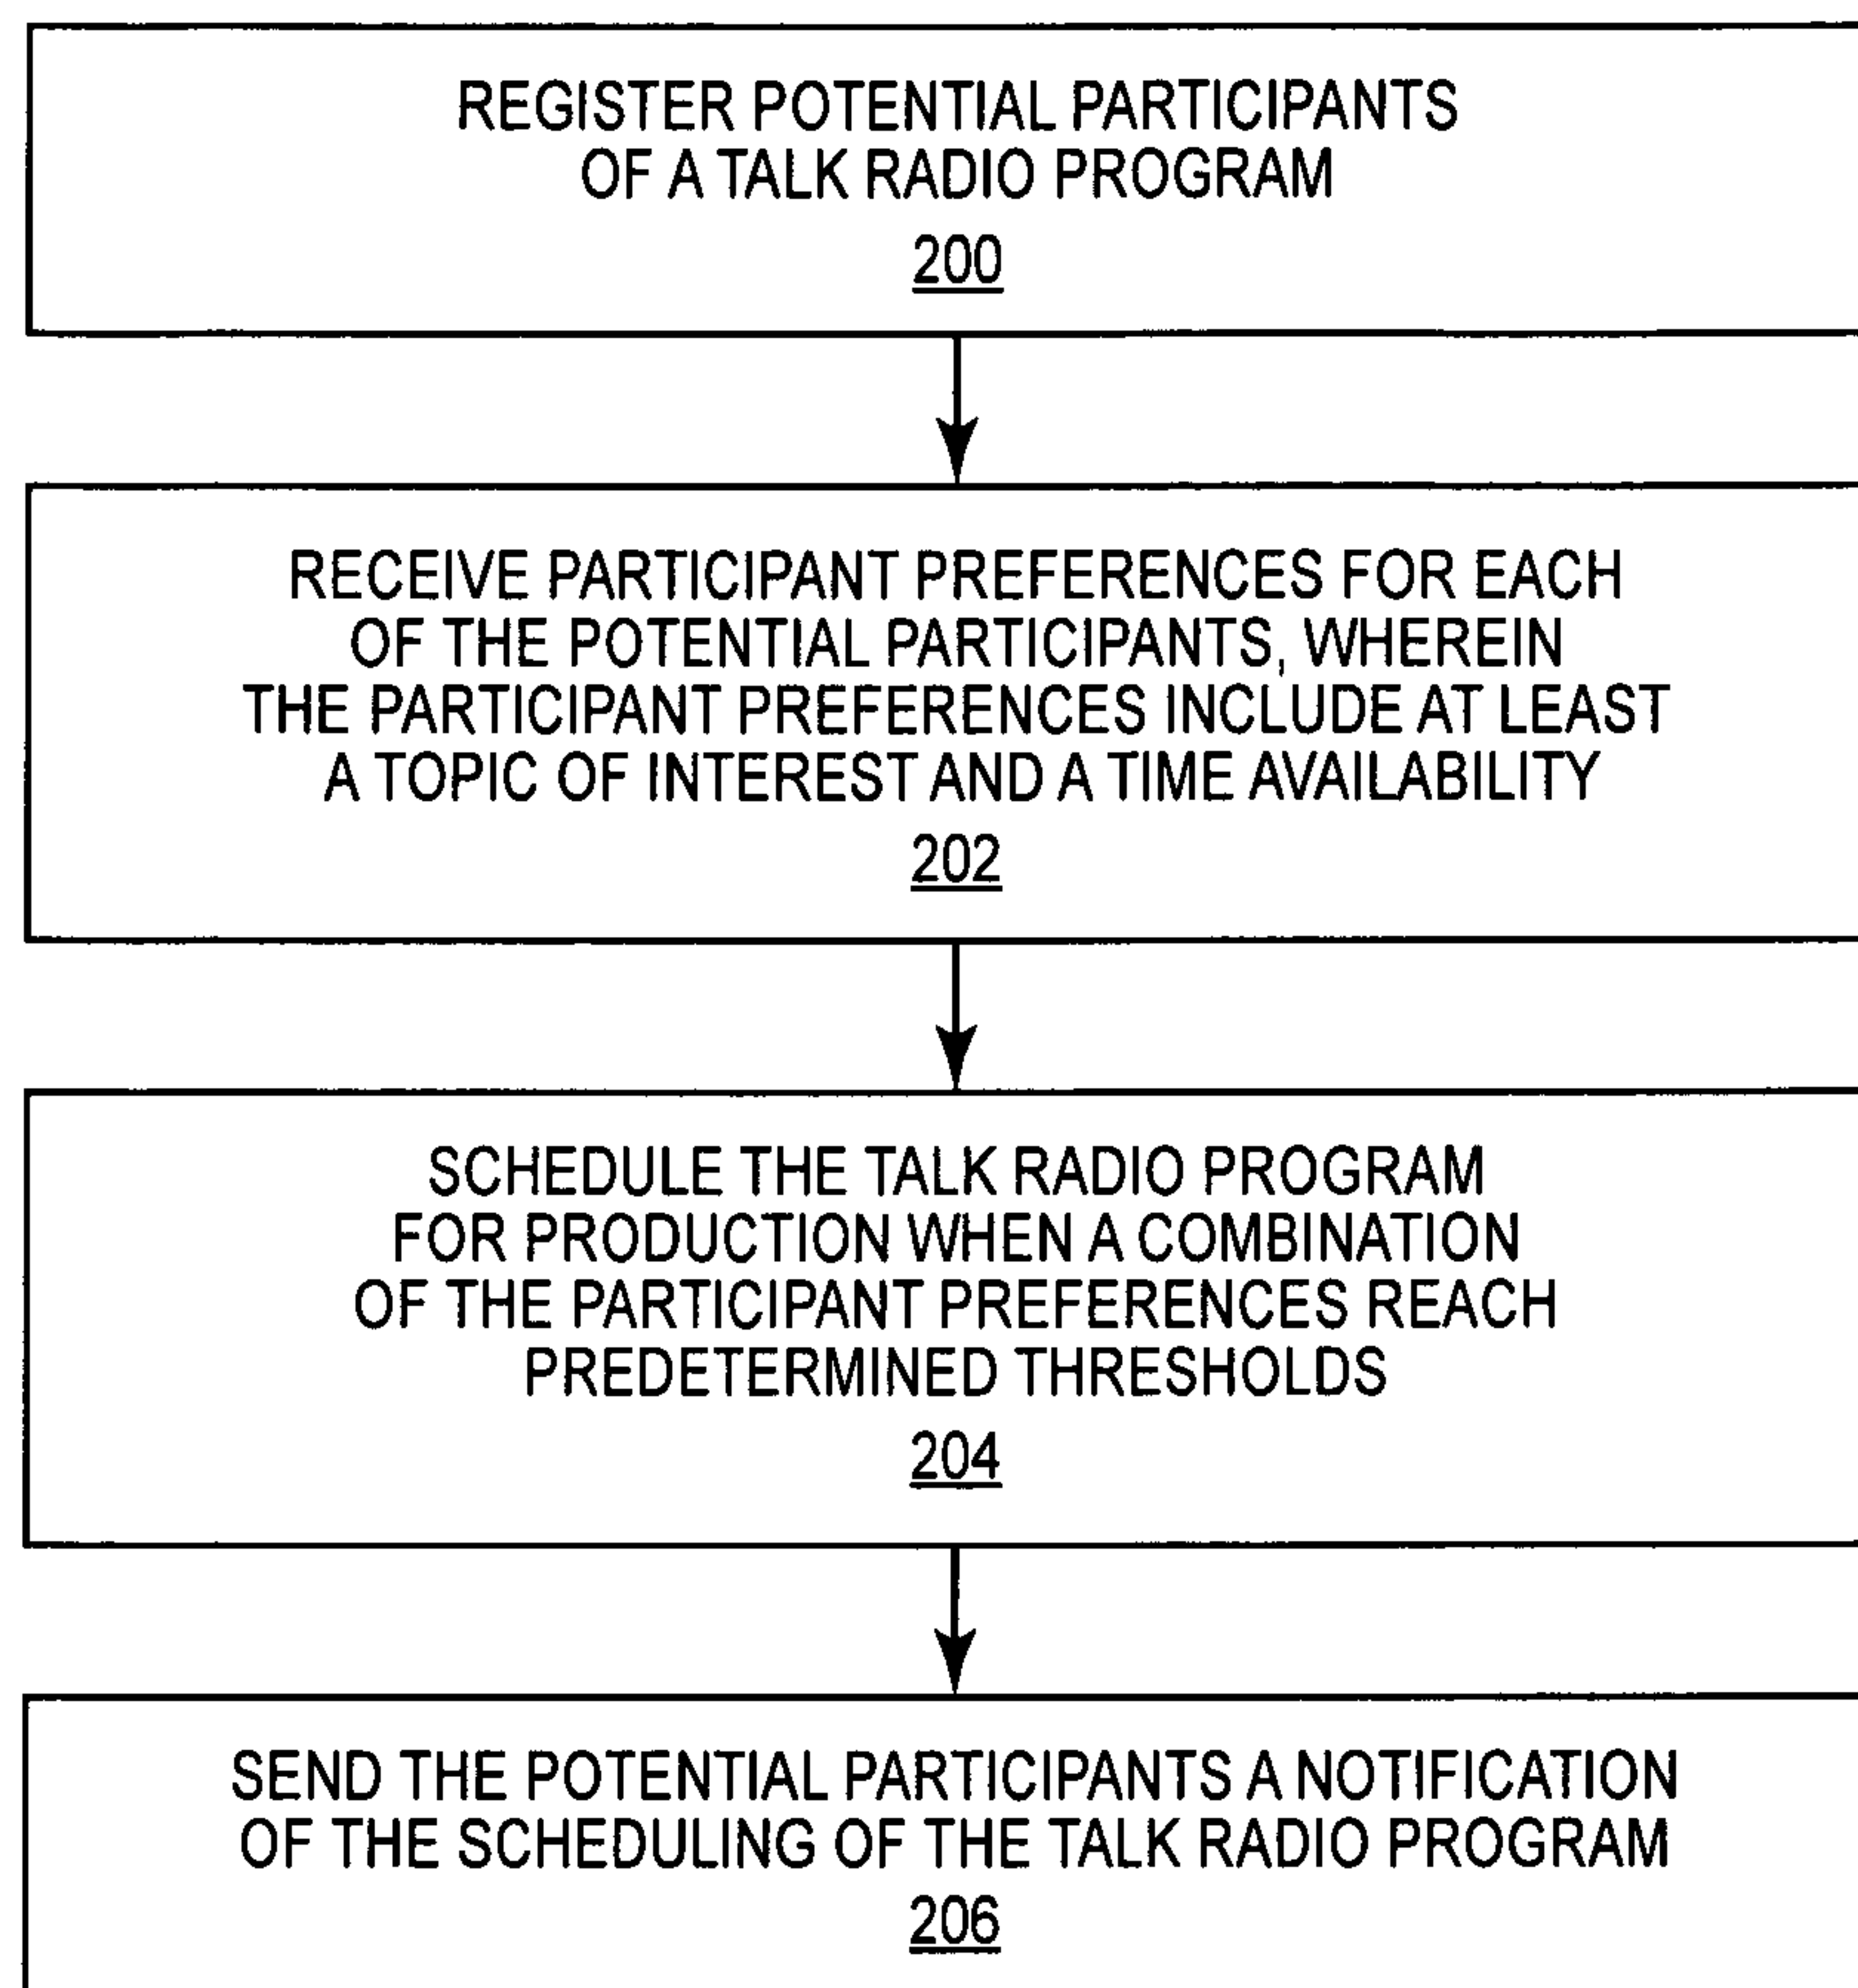 REGISTER POTENTIAL PARTICIPANTS
OF A TALK RADIO PROGRAM
200
RECEIVE PARTICIPANT PREFERENCES FOR EACH
OF THE POTENTIAL PARTICIPANTS, WHEREIN
THE PARTICIPANT PREFERENCES INCLUDE AT LEAST
A TOPIC OF INTEREST AND A TIME AVAILABILITY
202
SCHEDULE THE TALK RADIO PROGRAM
FOR PRODUCTION WHEN A COMBINATION
OF THE PARTICIPANT PREFERENCES REACH
PREDETERMINED THRESHOLDS
204
SEND THE POTENTIAL PARTICIPANTS A NOTIFICATION
OF THE SCHEDULING OF THE TALK RADIO PROGRAM
206